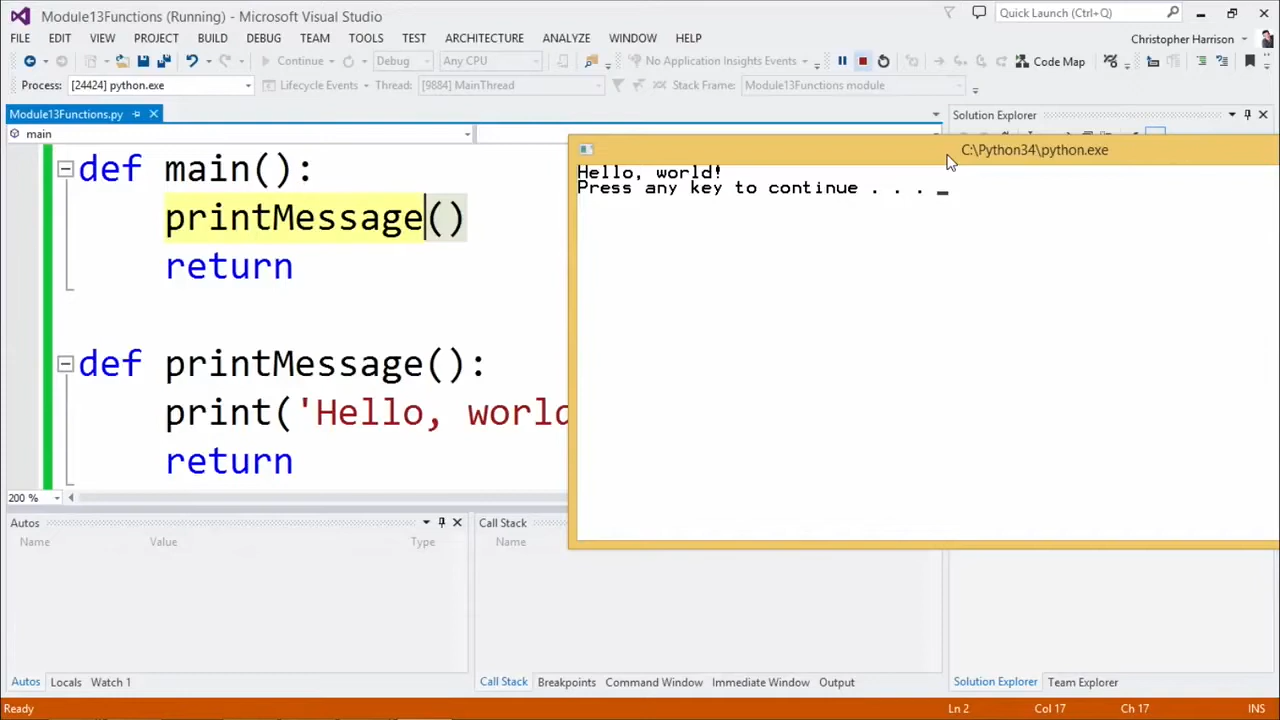 Module13Functions (Running) - Microsoft Visual Studio
Quick Launch (Ctrl+Q)
FILE EDIT VIEW PROJECT BUILD DEBUG TEAM TOOLS TEST ARCHITECTURE ANALYZE WINDOW HELP
Christopher Harrison
Continue Debug Any CPU No Application Insights Events Code Map
Process: [24424] python.exe Lifecycle Events Thread: [9884] MainThread Stack Frame: Module13Functions module
Module13Functions.py
Solution Explorer
main
C:\Python34\python.exe
Hello, world!
Press any key to continue . . . _
def main():
printMessage()
return
def printMessage():
print('Hello, world
return
200 %
Autos
Call Stack
Name Value Type
Name
Autos Locals Watch 1
Call Stack Breakpoints Command Window Immediate Window Output
Solution Explorer Team Explorer
Ready Ln 2 Col 17 Ch 17 INS